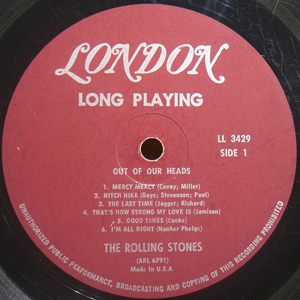 LONDON
LONG PLAYING
LL 3429
SIDE 1
OUT OF OUR HEADS
1. MERCY MERCY (Covay; Miller)
2. HITCH HIKE (Gaye; Stevenson; Paul)
3. THE LAST TIME (Jagger; Richard)
4. THAT'S HOW STRONG MY LOVE IS (Jamison)
5. GOOD TIMES (Cooke)
6. I'M ALL RIGHT (Nanker Phelge)
THE ROLLING STONES
(ARL 6791)
Made In U.S.A.
UNAUTHORIZED PUBLIC PERFORMANCE, BROADCASTING AND COPYING OF THIS RECORDING PROHIBITED